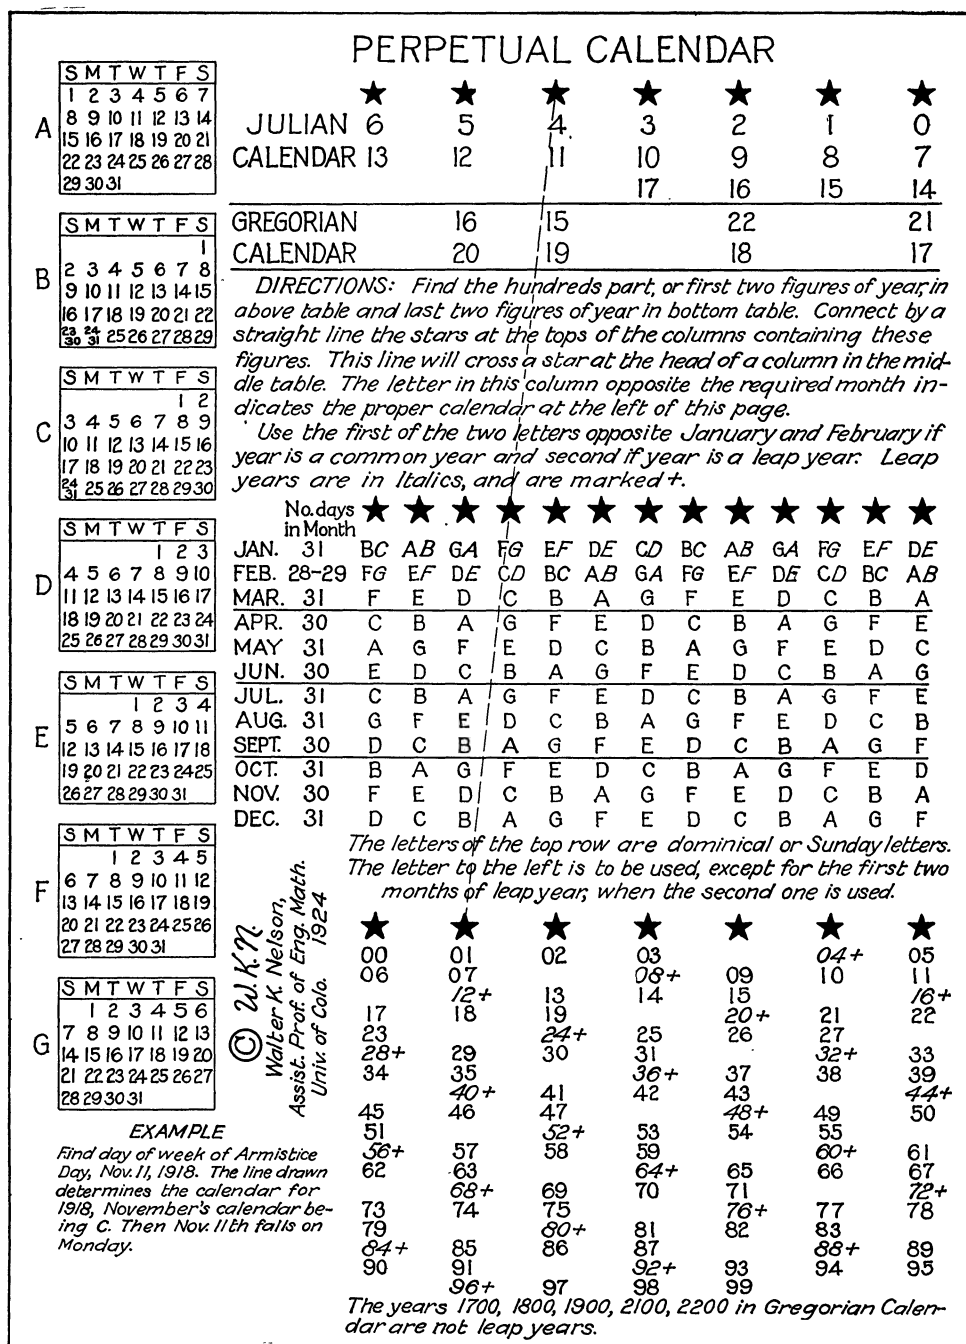 PERPETUAL CALENDAR
A
S M T W T F S
1 2 3 4 5 6 7
8 9 10 11 12 13 14
15 16 17 18 19 20 21
22 23 24 25 26 27 28
29 30 31
B
S M T W T F S
1
2 3 4 5 6 7 8
9 10 11 12 13 14 15
16 17 18 19 20 21 22
23/30 24/31 25 26 27 28 29
C
S M T W T F S
1 2
3 4 5 6 7 8 9
10 11 12 13 14 15 16
17 18 19 20 21 22 23
24/31 25 26 27 28 29 30
D
S M T W T F S
1 2 3
4 5 6 7 8 9 10
11 12 13 14 15 16 17
18 19 20 21 22 23 24
25 26 27 28 29 30 31
E
S M T W T F S
1 2 3 4
5 6 7 8 9 10 11
12 13 14 15 16 17 18
19 20 21 22 23 24 25
26 27 28 29 30 31
F
S M T W T F S
1 2 3 4 5
6 7 8 9 10 11 12
13 14 15 16 17 18 19
20 21 22 23 24 25 26
27 28 29 30 31
G
S M T W T F S
1 2 3 4 5 6
7 8 9 10 11 12 13
14 15 16 17 18 19 20
21 22 23 24 25 26 27
28 29 30 31
EXAMPLE
Find day of week of Armistice
Day, Nov. 11, 1918. The line drawn
determines the calendar for
1918, November's calendar be-
ing C. Then Nov. 11th falls on
Monday.
★ ★ ★ ★ ★ ★ ★
JULIAN 6 5 4 3 2 1 0
CALENDAR 13 12 11 10 9 8 7
17 16 15 14
GREGORIAN 16 15 22 21
CALENDAR 20 19 18 17
DIRECTIONS: Find the hundreds part, or first two figures of year, in
above table and last two figures of year in bottom table. Connect by a
straight line the stars at the tops of the columns containing these
figures. This line will cross a star at the head of a column in the mid-
dle table. The letter in this column opposite the required month in-
dicates the proper calendar at the left of this page.
Use the first of the two letters opposite January and February if
year is a common year and second if year is a leap year. Leap
years are in Italics, and are marked +.
No. days ★ ★ ★ ★ ★ ★ ★ ★ ★ ★ ★ ★ ★
in Month
JAN. 31 BC AB GA FG EF DE CD BC AB GA FG EF DE
FEB. 28-29 FG EF DE CD BC AB GA FG EF DE CD BC AB
MAR. 31 F E D C B A G F E D C B A
APR. 30 C B A G F E D C B A G F E
MAY 31 A G F E D C B A G F E D C
JUN. 30 E D C B A G F E D C B A G
JUL. 31 C B A G F E D C B A G F E
AUG. 31 G F E D C B A G F E D C B
SEPT. 30 D C B A G F E D C B A G F
OCT. 31 B A G F E D C B A G F E D
NOV. 30 F E D C B A G F E D C B A
DEC. 31 D C B A G F E D C B A G F
The letters of the top row are dominical or Sunday letters.
The letter to the left is to be used, except for the first two
months of leap year, when the second one is used.
© W.K.N.
Walter K. Nelson,
Assist. Prof. of Eng. Math.
Univ. of Colo. 1924
★ ★ ★ ★ ★ ★ ★
00 01 02 03 04+ 05
06 07 08+ 09 10 11
12+ 13 14 15 16+
17 18 19 20+ 21 22
23 24+ 25 26 27
28+ 29 30 31 32+ 33
34 35 36+ 37 38 39
40+ 41 42 43 44+
45 46 47 48+ 49 50
51 52+ 53 54 55
56+ 57 58 59 60+ 61
62 63 64+ 65 66 67
68+ 69 70 71 72+
73 74 75 76+ 77 78
79 80+ 81 82 83
84+ 85 86 87 88+ 89
90 91 92+ 93 94 95
96+ 97 98 99
The years 1700, 1800, 1900, 2100, 2200 in Gregorian Calen-
dar are not leap years.